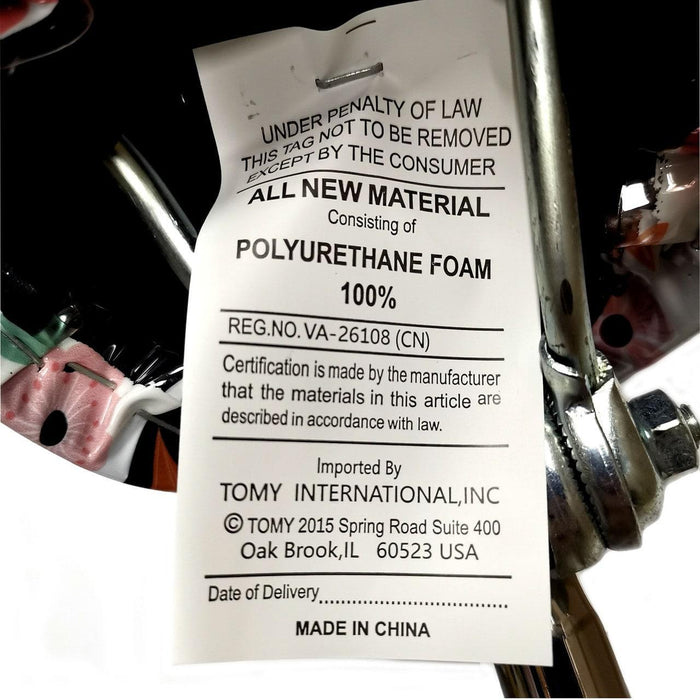 UNDER PENALTY OF LAW
THIS TAG NOT TO BE REMOVED
EXCEPT BY THE CONSUMER
ALL NEW MATERIAL
Consisting of
POLYURETHANE FOAM
100%
REG.NO. VA-26108 (CN)
Certification is made by the manufacturer
that the materials in this article are
described in accordance with law.
Imported By
TOMY INTERNATIONAL,INC
© TOMY 2015 Spring Road Suite 400
Oak Brook,IL 60523 USA
Date of Delivery................................
MADE IN CHINA